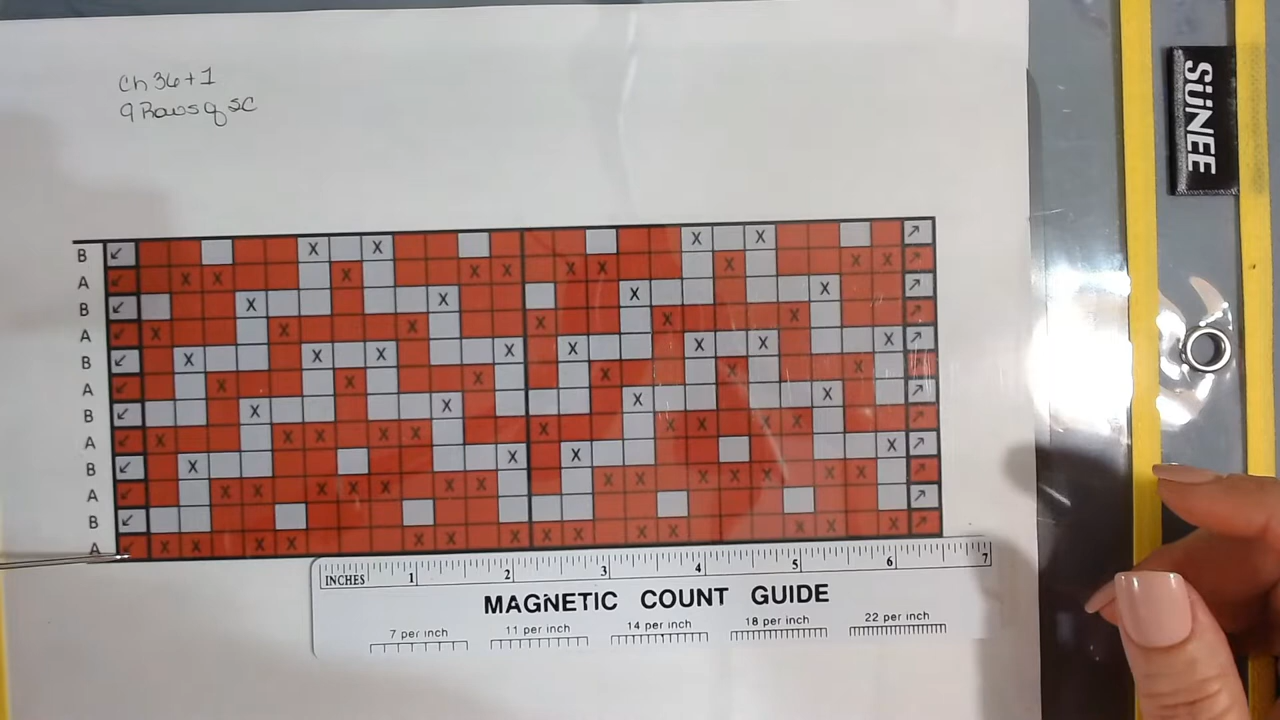 Ch 36+1
9 Rows of SC
SÜNEE
B ↙ X X X X ↗
A ↙ X X X X X X X X X X ↗
B ↙ X X X X ↗
A ↙ X X X X X X ↗
B ↙ X X X X X X X X ↗
A ↙ X X X X X X ↗
B ↙ X X X X ↗
A ↙ X X X X X X X X X X ↗
B ↙ X X X X ↗
A ↙ X X X X X X X X X X X X X X ↗
B ↙ ↗
A ↙ X X X X X X X X X X X X X X ↗
INCHES 1 2 3 4 5 6 7
MAGNETIC COUNT GUIDE
7 per inch 11 per inch 14 per inch 18 per inch 22 per inch